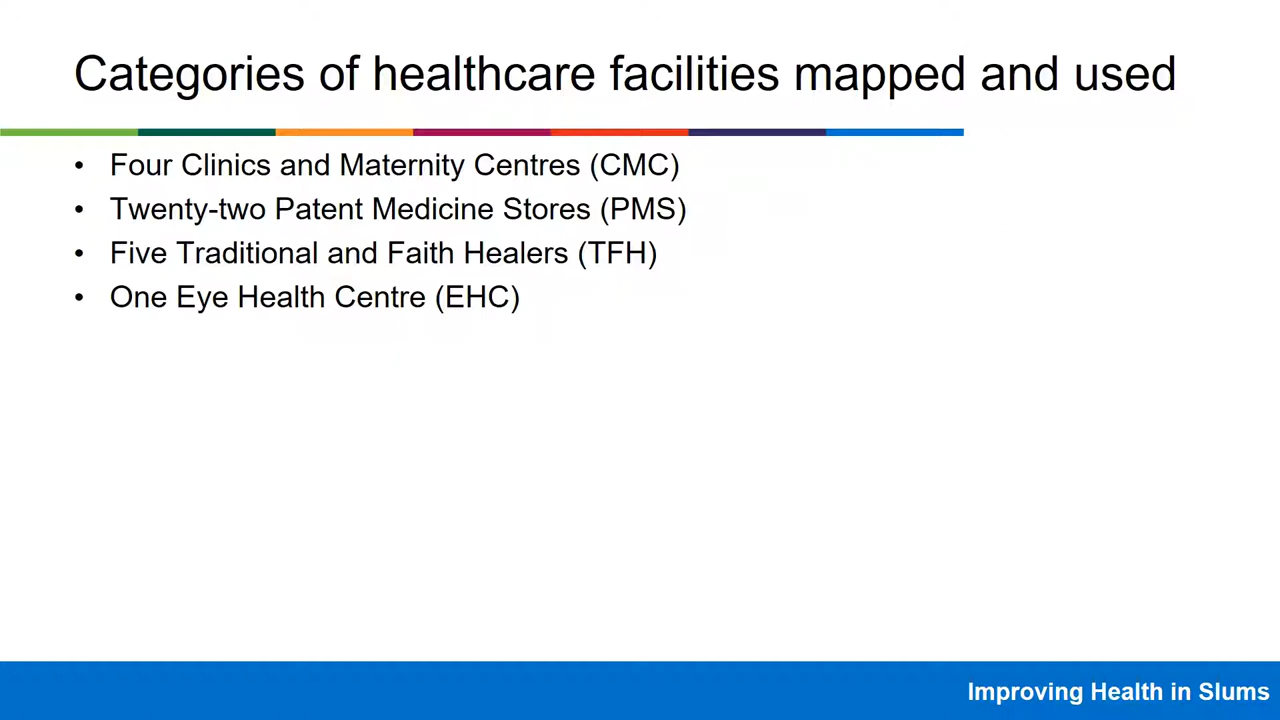 Categories of healthcare facilities mapped and used
• Four Clinics and Maternity Centres (CMC)
• Twenty-two Patent Medicine Stores (PMS)
• Five Traditional and Faith Healers (TFH)
• One Eye Health Centre (EHC)
Improving Health in Slums